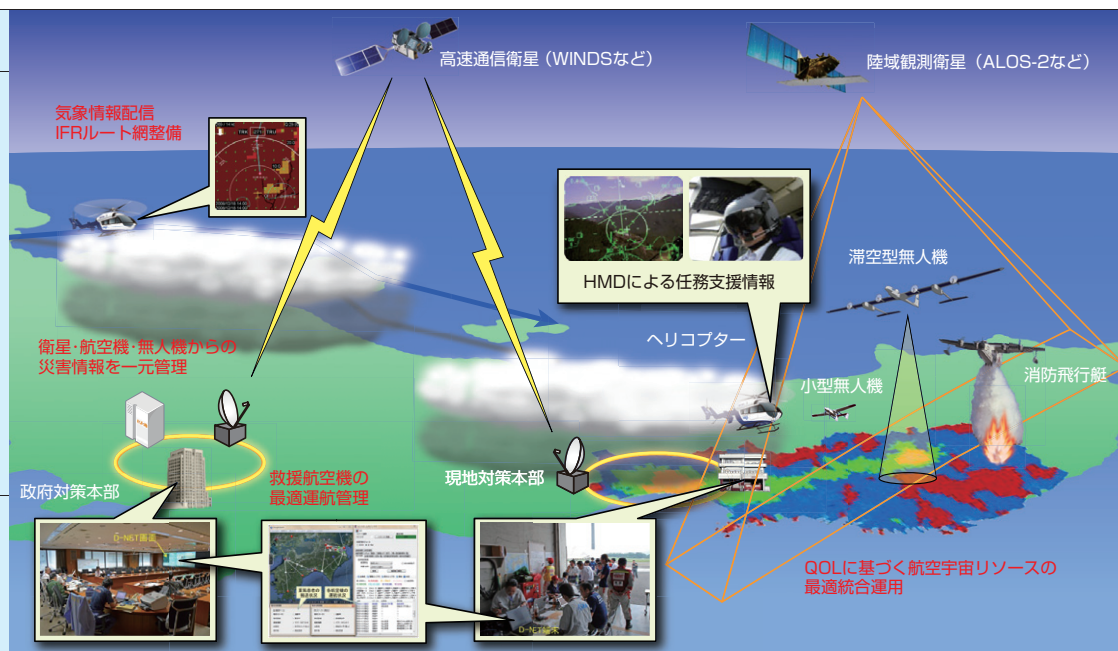 高速通信衛星（WINDSなど）
陸域観測衛星（ALOS-2など）
気象情報配信
IFRルート網整備
HMDによる任務支援情報
滞空型無人機
ヘリコプター
小型無人機
消防飛行艇
衛星・航空機・無人機からの
災害情報を一元管理
政府対策本部
救援航空機の
最適運航管理
現地対策本部
QOLに基づく航空宇宙リソースの
最適統合運用
D-NET画面
D-NET端末